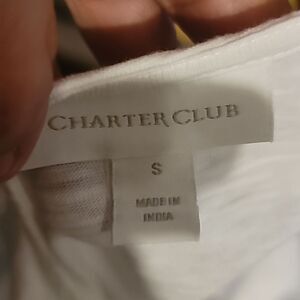 CHARTER CLUB
S
MADE IN
INDIA